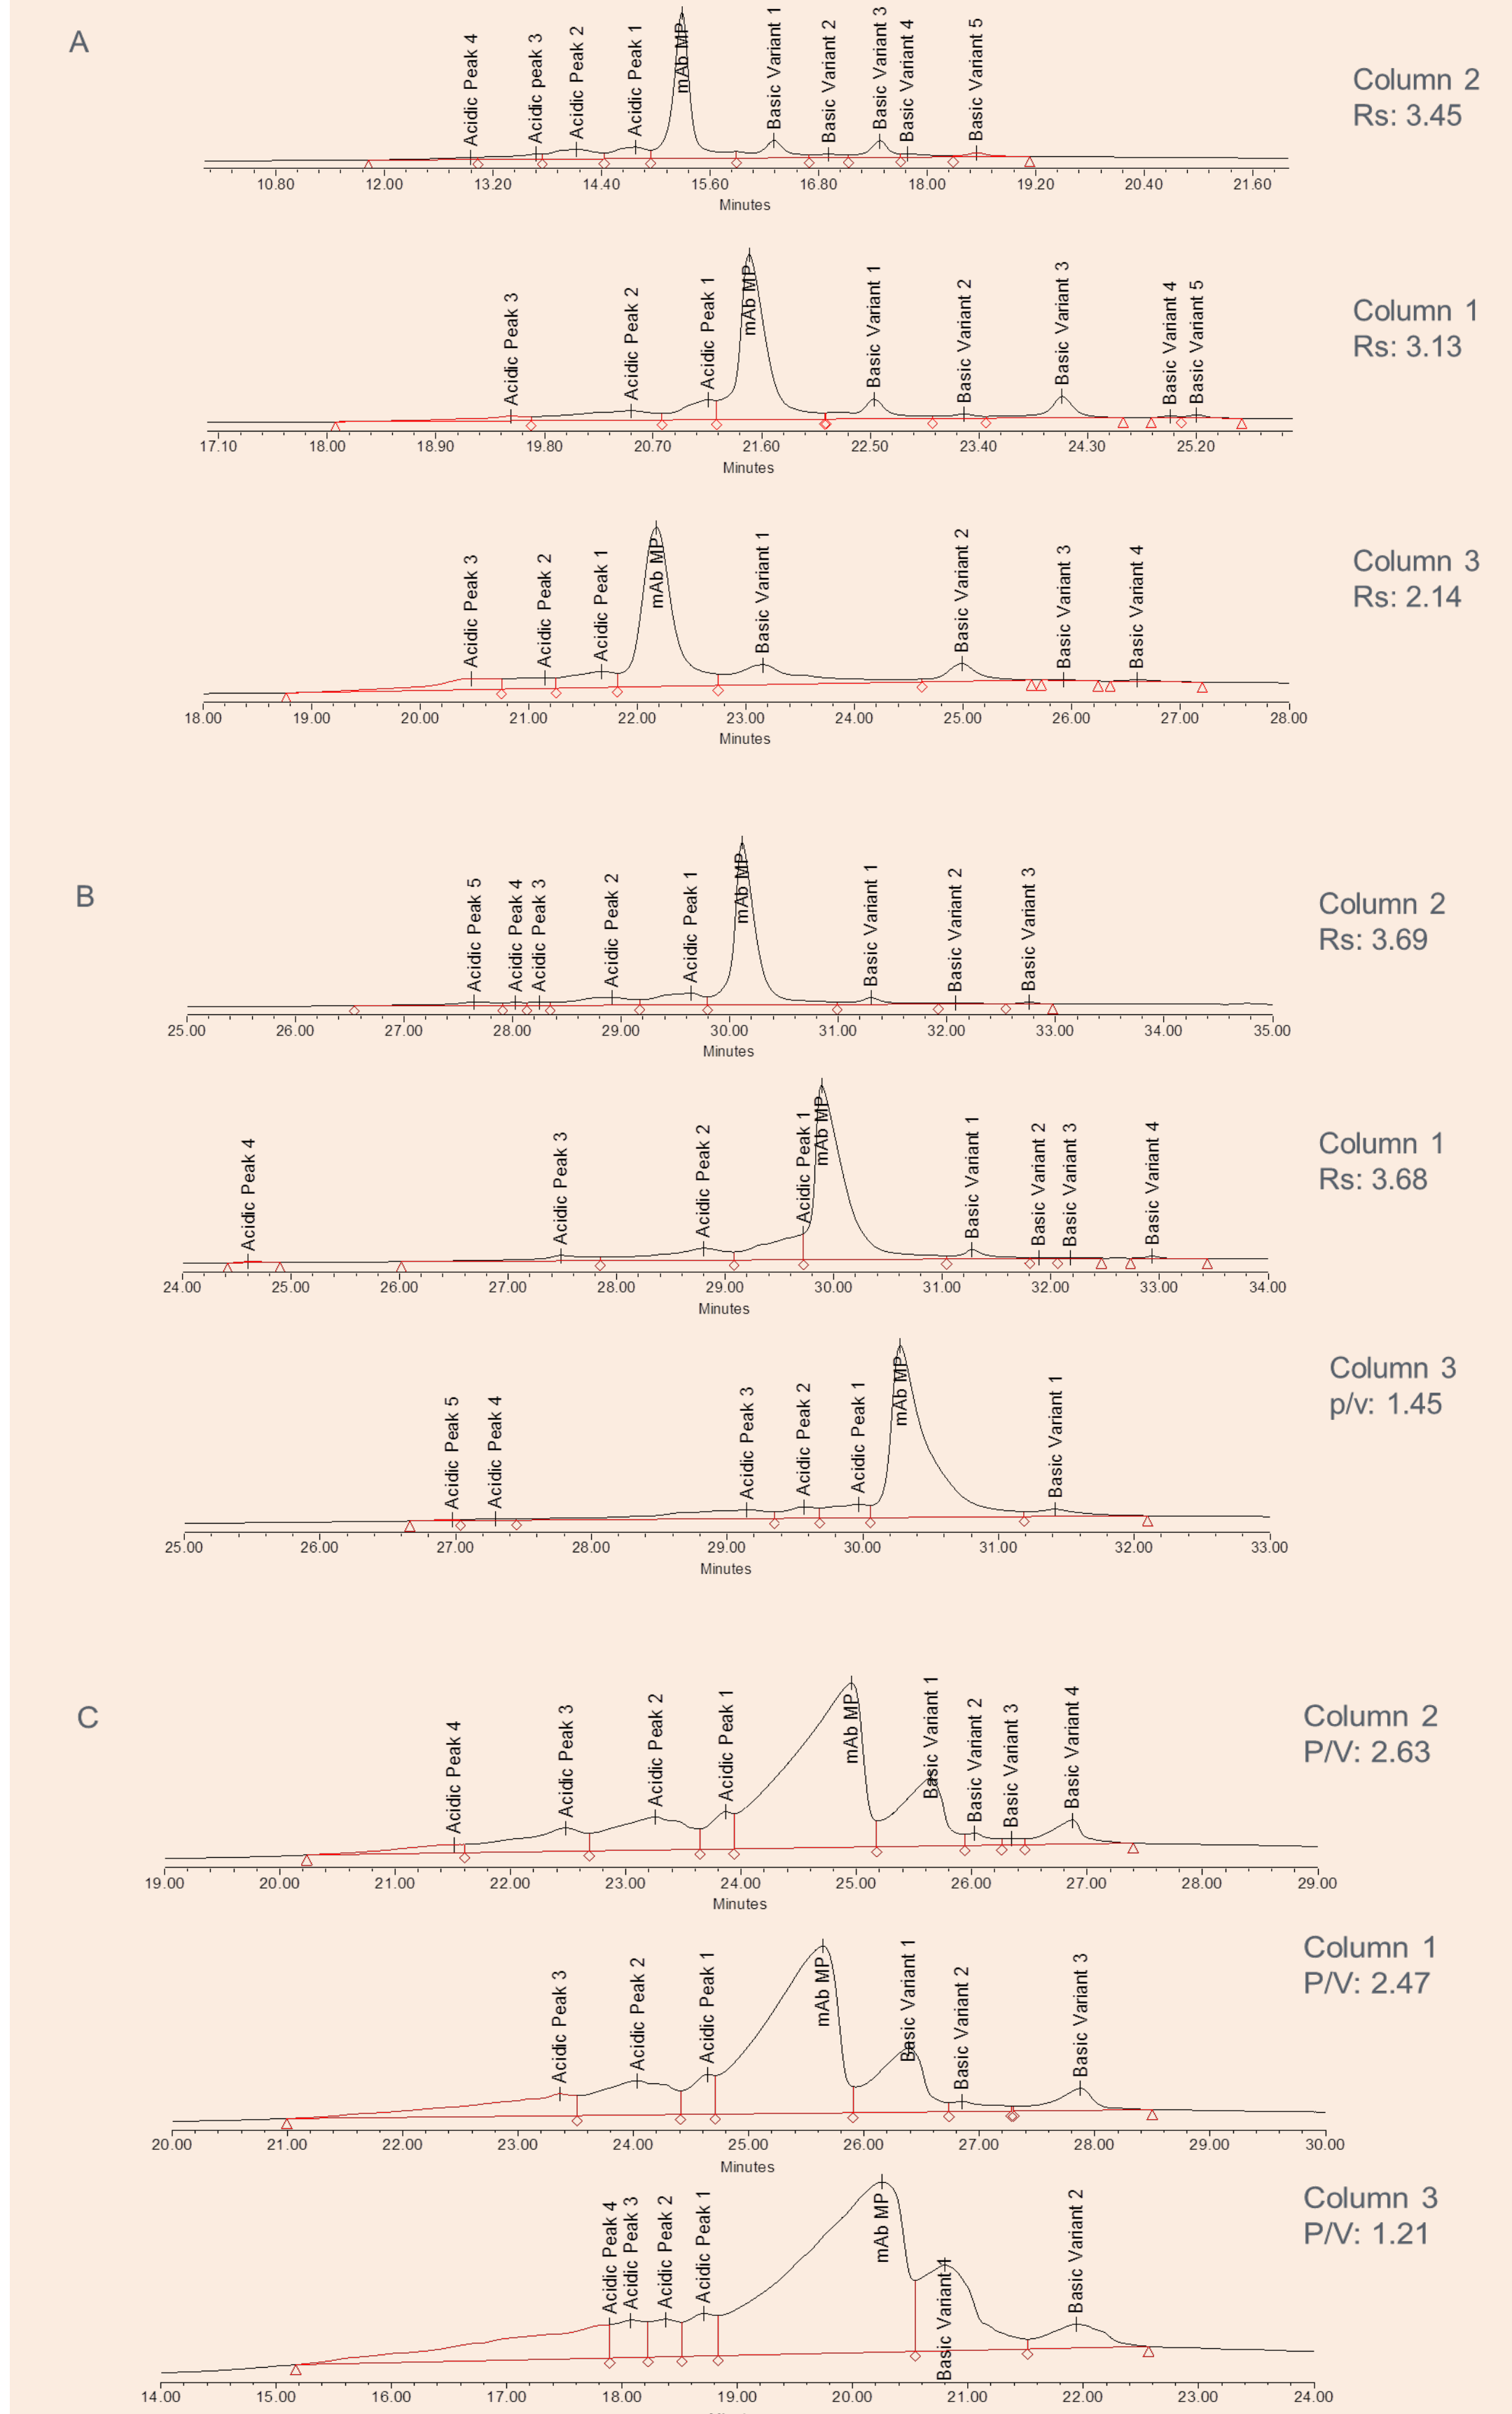 A
Acidic Peak 4
Acidic peak 3
Acidic Peak 2
Acidic Peak 1
mAb MP
Basic Variant 1
Basic Variant 2
Basic Variant 3
Basic Variant 4
Basic Variant 5
Column 2
Rs: 3.45
10.80 12.00 13.20 14.40 15.60 16.80 18.00 19.20 20.40 21.60
Minutes
Acidic Peak 3
Acidic Peak 2
Acidic Peak 1
mAb MP
Basic Variant 1
Basic Variant 2
Basic Variant 3
Basic Variant 4
Basic Variant 5
Column 1
Rs: 3.13
17.10 18.00 18.90 19.80 20.70 21.60 22.50 23.40 24.30 25.20
Minutes
Acidic Peak 3
Acidic Peak 2
Acidic Peak 1
mAb MP
Basic Variant 1
Basic Variant 2
Basic Variant 3
Basic Variant 4
Column 3
Rs: 2.14
18.00 19.00 20.00 21.00 22.00 23.00 24.00 25.00 26.00 27.00 28.00
Minutes
B
Acidic Peak 5
Acidic Peak 4
Acidic Peak 3
Acidic Peak 2
Acidic Peak 1
mAb MP
Basic Variant 1
Basic Variant 2
Basic Variant 3
Column 2
Rs: 3.69
25.00 26.00 27.00 28.00 29.00 30.00 31.00 32.00 33.00 34.00 35.00
Minutes
Acidic Peak 4
Acidic Peak 3
Acidic Peak 2
Acidic Peak 1
mAb MP
Basic Variant 1
Basic Variant 2
Basic Variant 3
Basic Variant 4
Column 1
Rs: 3.68
24.00 25.00 26.00 27.00 28.00 29.00 30.00 31.00 32.00 33.00 34.00
Minutes
Acidic Peak 5
Acidic Peak 4
Acidic Peak 3
Acidic Peak 2
Acidic Peak 1
mAb MP
Basic Variant 1
Column 3
p/v: 1.45
25.00 26.00 27.00 28.00 29.00 30.00 31.00 32.00 33.00
Minutes
C
Acidic Peak 4
Acidic Peak 3
Acidic Peak 2
Acidic Peak 1
mAb MP
Basic Variant 1
Basic Variant 2
Basic Variant 3
Basic Variant 4
Column 2
P/V: 2.63
19.00 20.00 21.00 22.00 23.00 24.00 25.00 26.00 27.00 28.00 29.00
Minutes
Acidic Peak 3
Acidic Peak 2
Acidic Peak 1
mAb MP
Basic Variant 1
Basic Variant 2
Basic Variant 3
Column 1
P/V: 2.47
20.00 21.00 22.00 23.00 24.00 25.00 26.00 27.00 28.00 29.00 30.00
Minutes
Acidic Peak 4
Acidic Peak 3
Acidic Peak 2
Acidic Peak 1
mAb MP
Basic Variant 1
Basic Variant 2
Column 3
P/V: 1.21
14.00 15.00 16.00 17.00 18.00 19.00 20.00 21.00 22.00 23.00 24.00